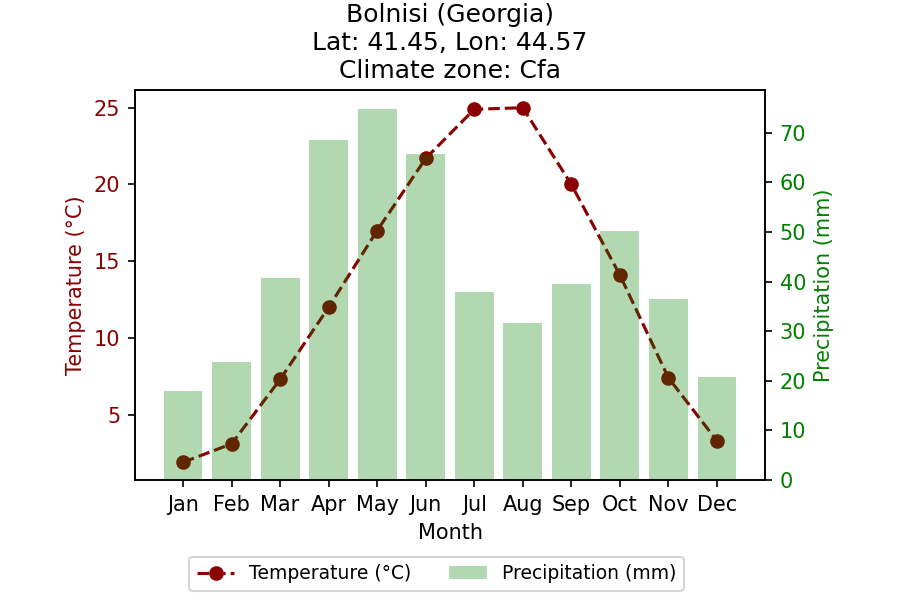 Bolnisi (Georgia)
Lat: 41.45, Lon: 44.57
Climate zone: Cfa
Temperature (°C)
25
20
15
10
5
70
60
50
40
30
20
10
0
Precipitation (mm)
Jan Feb Mar Apr May Jun Jul Aug Sep Oct Nov Dec
Month
Temperature (°C) Precipitation (mm)